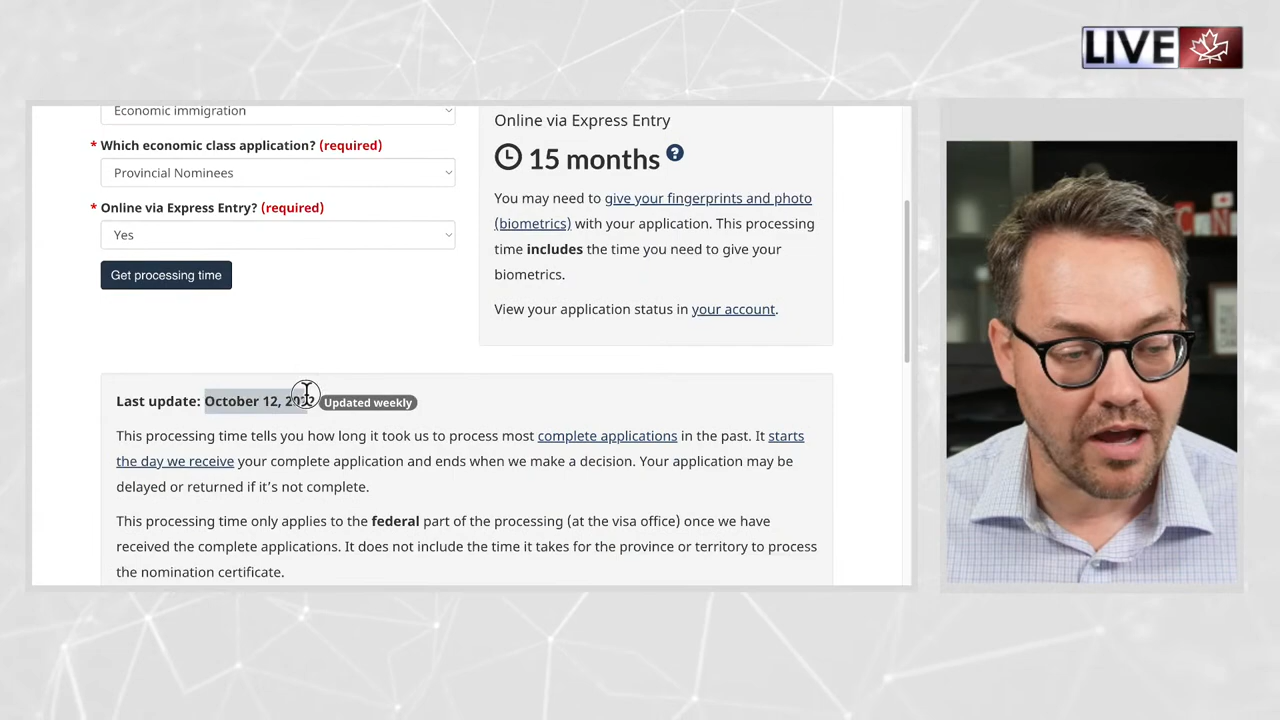 LIVE
Economic immigration
* Which economic class application? (required)
Provincial Nominees
* Online via Express Entry? (required)
Yes
Get processing time
Online via Express Entry
15 months ?
You may need to give your fingerprints and photo
(biometrics) with your application. This processing
time includes the time you need to give your
biometrics.
View your application status in your account.
Last update: October 12, Updated weekly
This processing time tells you how long it took us to process most complete applications in the past. It starts
the day we receive your complete application and ends when we make a decision. Your application may be
delayed or returned if it’s not complete.
This processing time only applies to the federal part of the processing (at the visa office) once we have
received the complete applications. It does not include the time it takes for the province or territory to process
the nomination certificate.